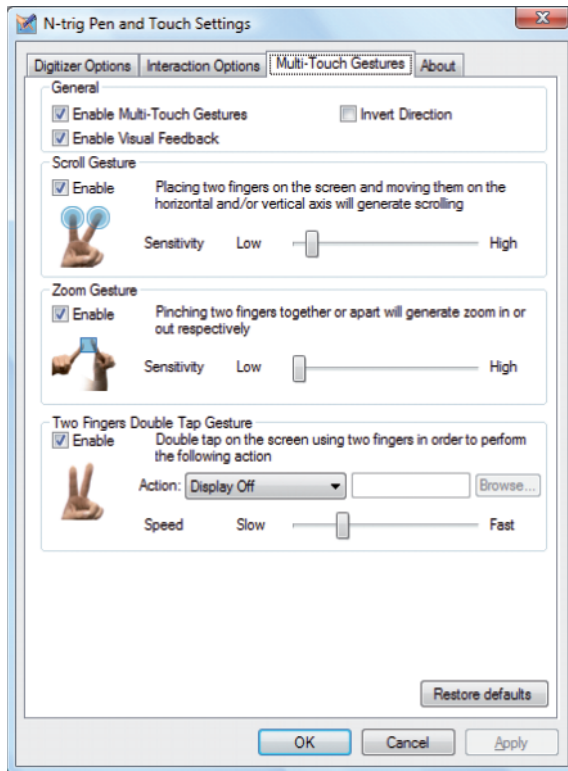 N-trig Pen and Touch Settings
Digitizer Options Interaction Options Multi-Touch Gestures About
General
Enable Multi-Touch Gestures Invert Direction
Enable Visual Feedback
Scroll Gesture
Enable Placing two fingers on the screen and moving them on the
horizontal and/or vertical axis will generate scrolling
Sensitivity Low High
Zoom Gesture
Enable Pinching two fingers together or apart will generate zoom in or
out respectively
Sensitivity Low High
Two Fingers Double Tap Gesture
Enable Double tap on the screen using two fingers in order to perform
the following action
Action: Display Off Browse...
Speed Slow Fast
Restore defaults
OK Cancel Apply